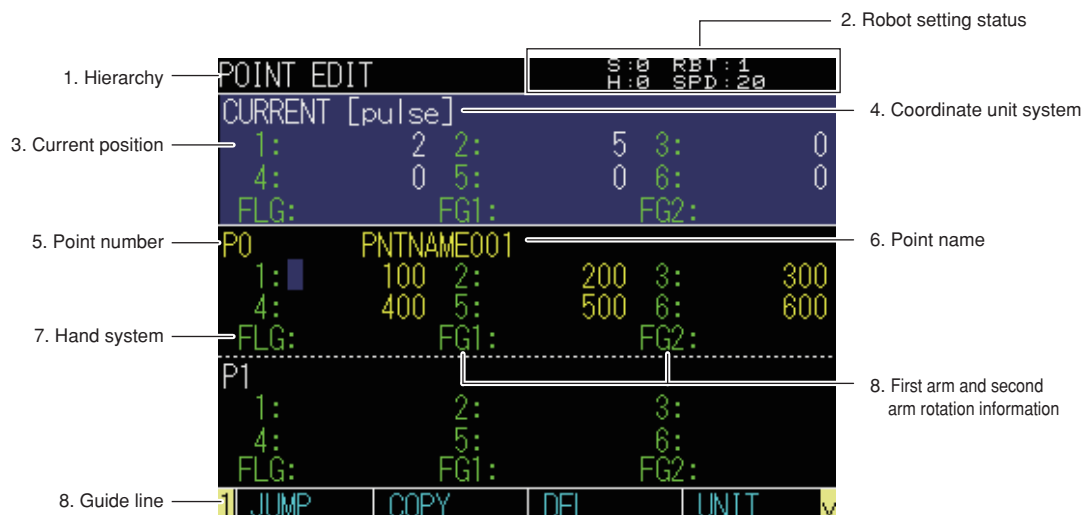 2. Robot setting status
1. Hierarchy
POINT EDIT
S:0 RBT:1
H:0 SPD:20
CURRENT [pulse]
4. Coordinate unit system
3. Current position
1: 2 2: 5 3: 0
4: 0 5: 0 6: 0
FLG: FG1: FG2:
5. Point number
P0 PNTNAME001
6. Point name
1: 100 2: 200 3: 300
4: 400 5: 500 6: 600
7. Hand system
FLG: FG1: FG2:
P1
8. First arm and second
arm rotation information
1: 2: 3:
4: 5: 6:
FLG: FG1: FG2:
8. Guide line
1 JUMP COPY DEL UNIT v